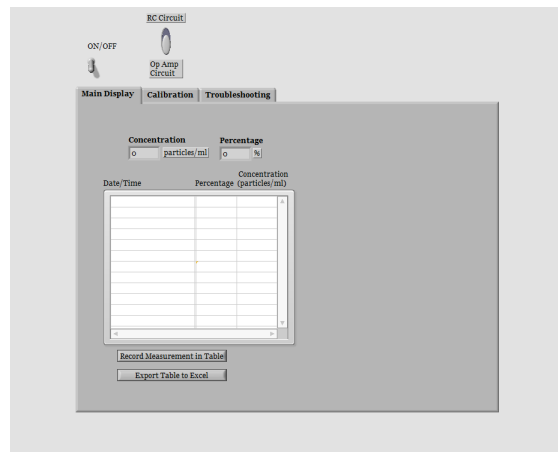 RC Circuit
ON/OFF
Op Amp
Circuit
Main Display
Calibration
Troubleshooting
Concentration
Percentage
0
particles/ml
0
%
Date/Time
Percentage
Concentration
(particles/ml)
Record Measurement in Table
Export Table to Excel